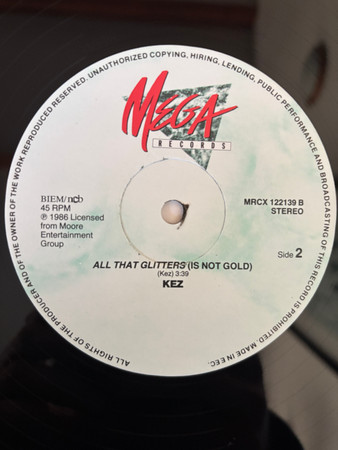 ALL RIGHTS OF THE PRODUCER AND OF THE OWNER OF THE WORK REPRODUCED RESERVED. UNAUTHORIZED COPYING, HIRING, LENDING, PUBLIC PERFORMANCE AND BROADCASTING OF THIS RECORD IS PROHIBITED. MADE IN EEC.
MEGA
RECORDS
BIEM/ncb
45 RPM
℗ 1986 Licensed
from Moore
Entertainment
Group
MRCX 122139 B
STEREO
Side 2
ALL THAT GLITTERS (IS NOT GOLD)
(Kez) 3:39
KEZ